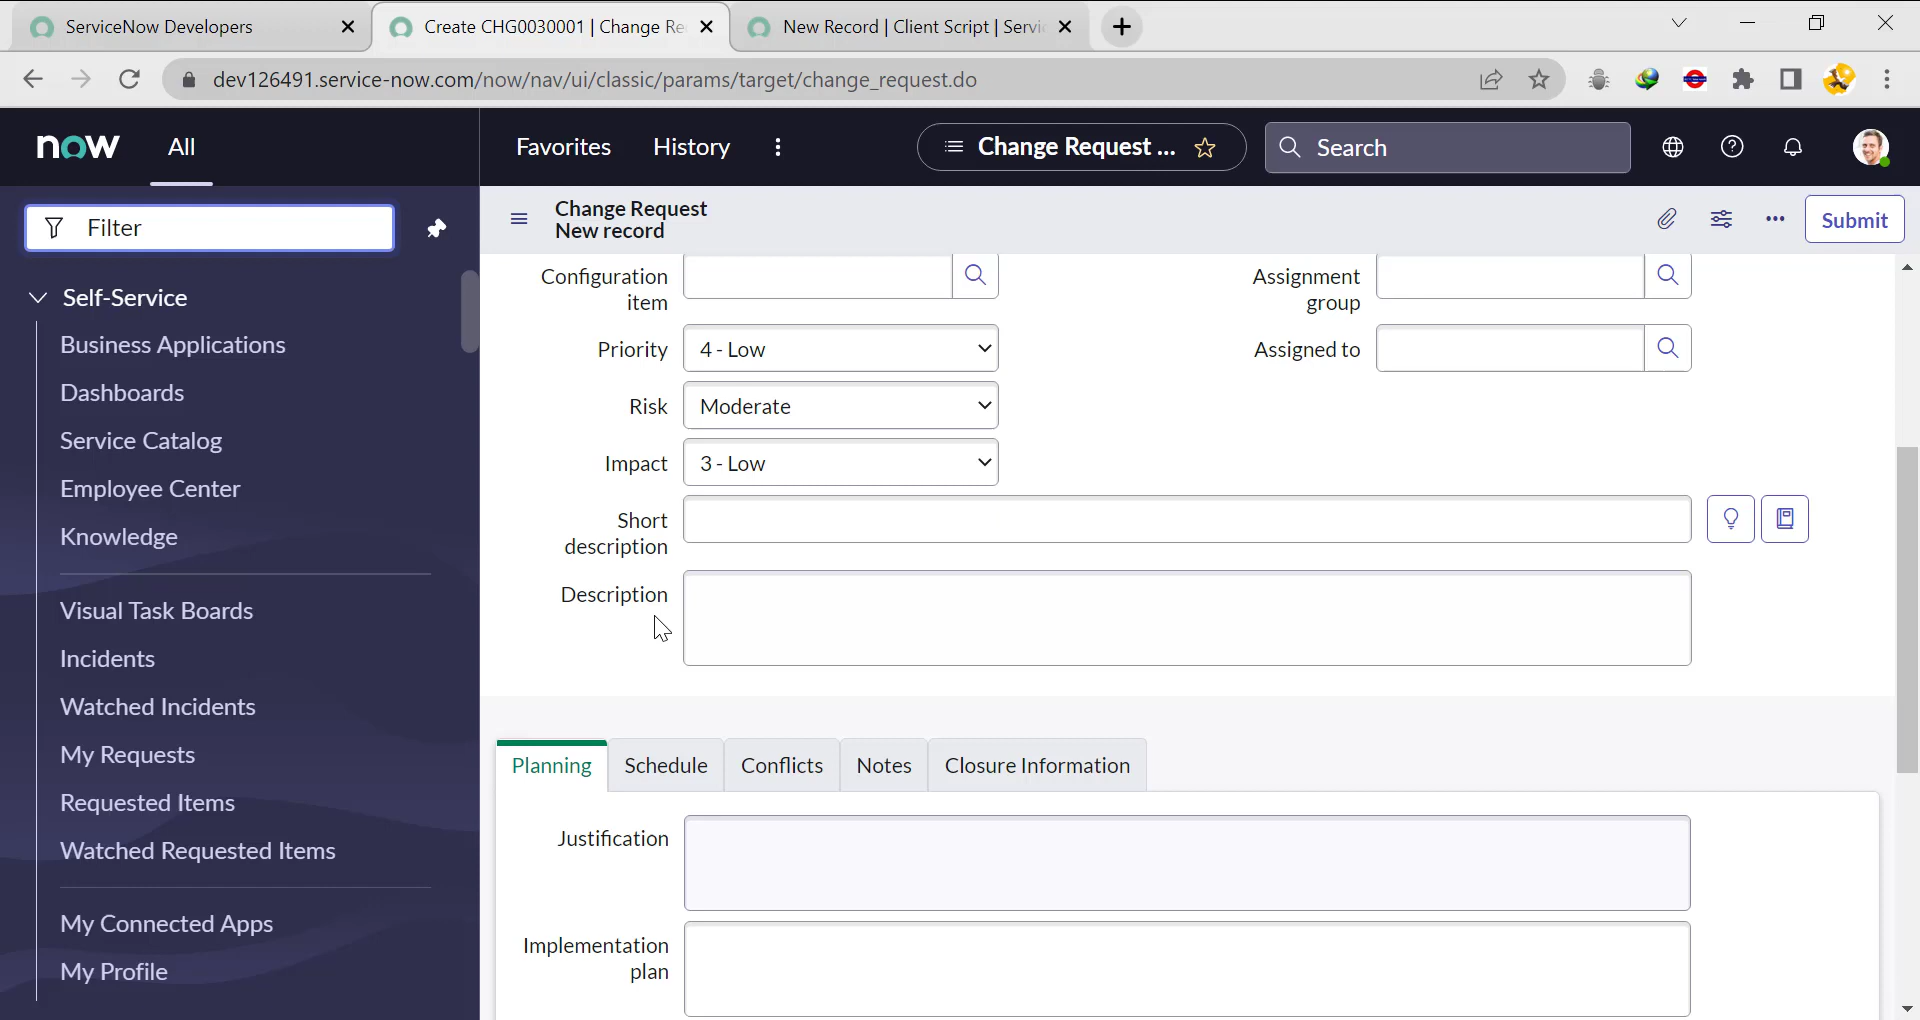 ServiceNow Developers
Create CHG0030001 | Change Re
New Record | Client Script | Servi
dev126491.service-now.com/now/nav/ui/classic/params/target/change_request.do
now
All
Favorites
History
Change Request ...
Search
Filter
Change Request
New record
Submit
Self-Service
Business Applications
Dashboards
Service Catalog
Employee Center
Knowledge
Visual Task Boards
Incidents
Watched Incidents
My Requests
Requested Items
Watched Requested Items
My Connected Apps
My Profile
Configuration
item
Assignment
group
Priority
4 - Low
Assigned to
Risk
Moderate
Impact
3 - Low
Short
description
Description
Planning
Schedule
Conflicts
Notes
Closure Information
Justification
Implementation
plan